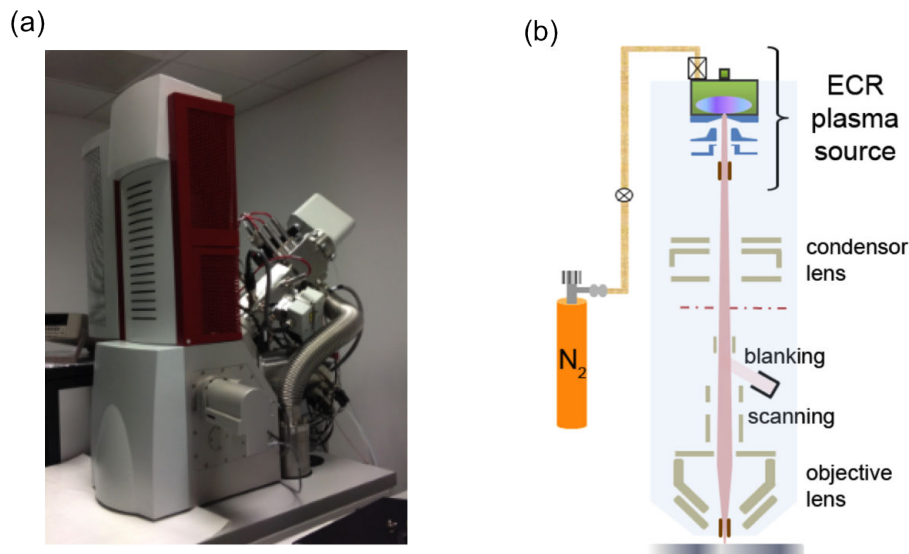 (a)
(b)
ECR
plasma
source
condensor
lens
N2
blanking
scanning
objective
lens